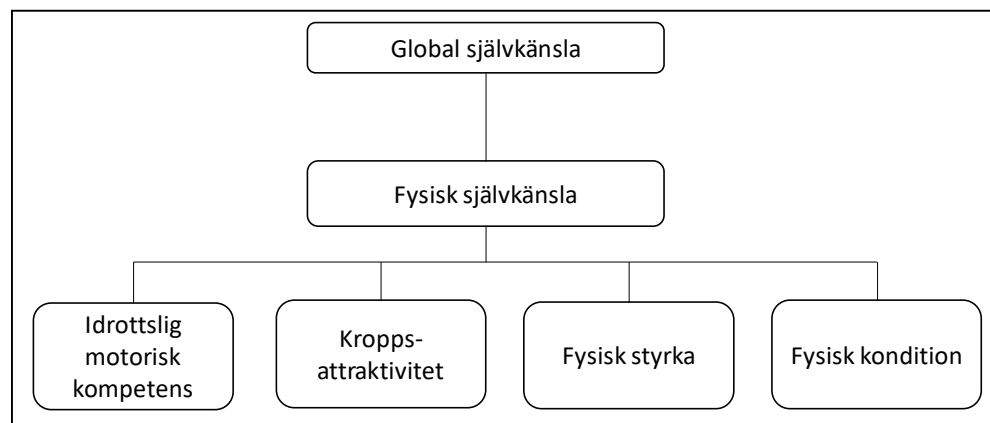 Global självkänsla
Fysisk självkänsla
Idrottslig
motorisk
kompetens
Kropps-
attraktivitet
Fysisk styrka
Fysisk kondition